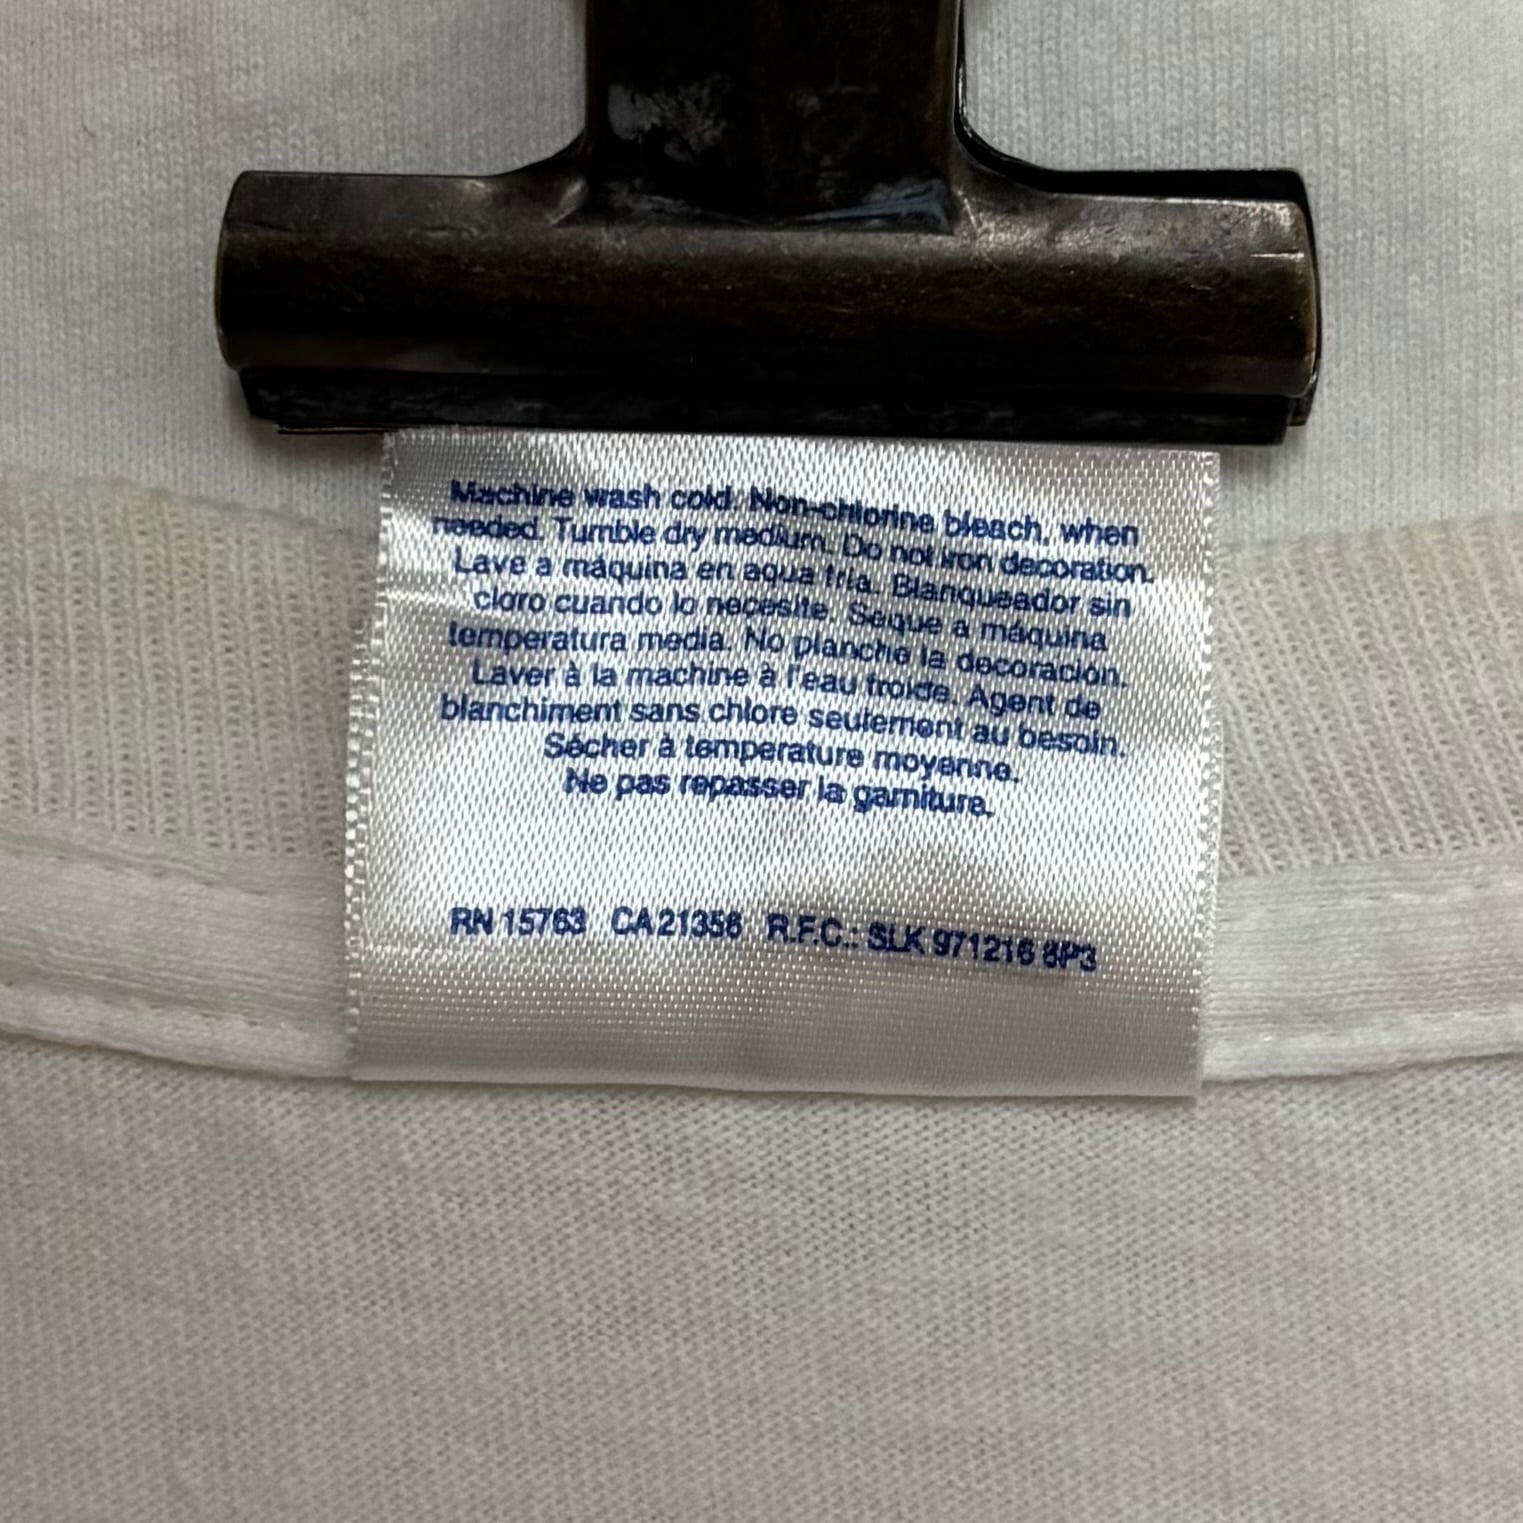 Machine wash cold. Non-chlorine bleach, when
needed. Tumble dry medium. Do not iron decoration.
Lave a máquina en aqua fria. Blanqueador sin
cloro cuando lo necesite. Seque a máquina
temperatura media. No planche la decoracion.
Laver à la machine à l'eau froide. Agent de
blanchiment sans chlore seulement au besoin.
Sécher à temperature moyenne.
Ne pas repasser la garniture.
RN 15763 CA 21356 R.F.C.: SLK 971216 6P3